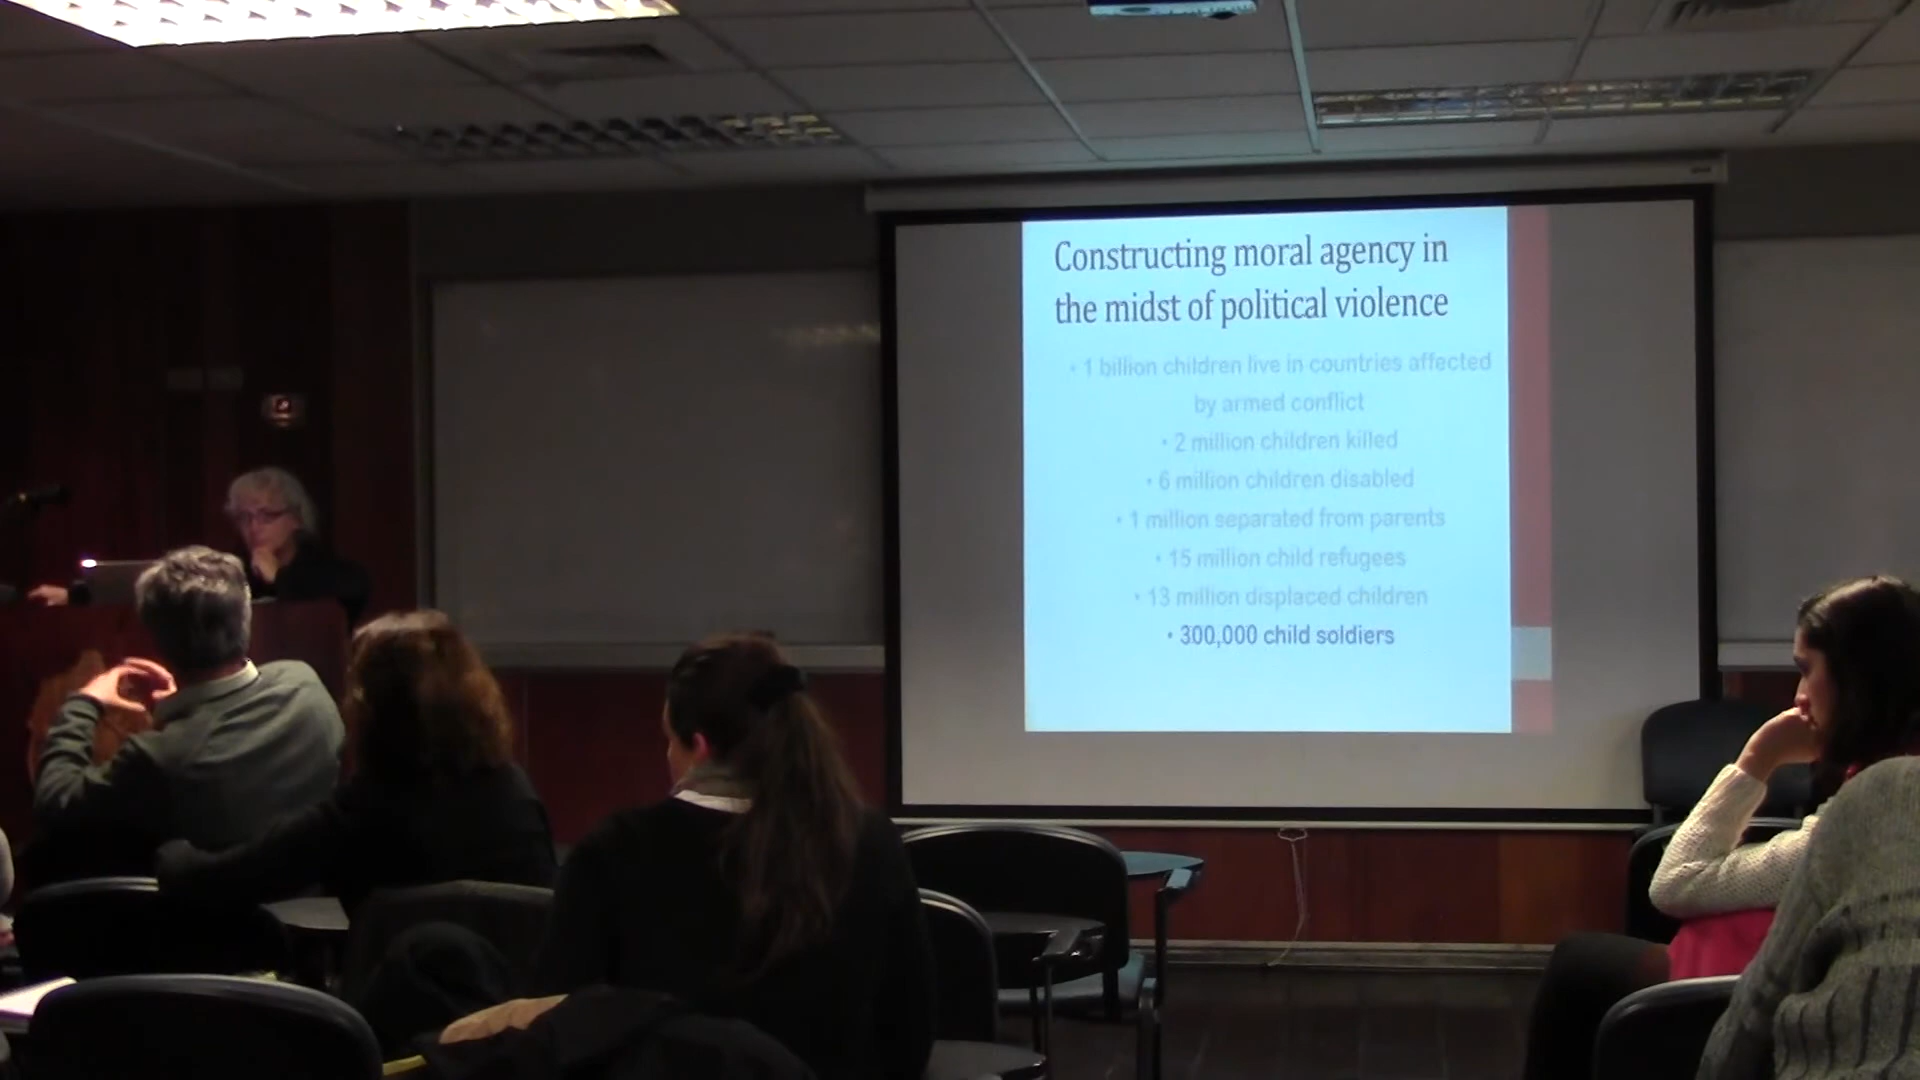 Constructing moral agency in
the midst of political violence
• 1 billion children live in countries affected
by armed conflict
• 2 million children killed
• 6 million children disabled
• 1 million separated from parents
• 15 million child refugees
• 13 million displaced children
• 300,000 child soldiers